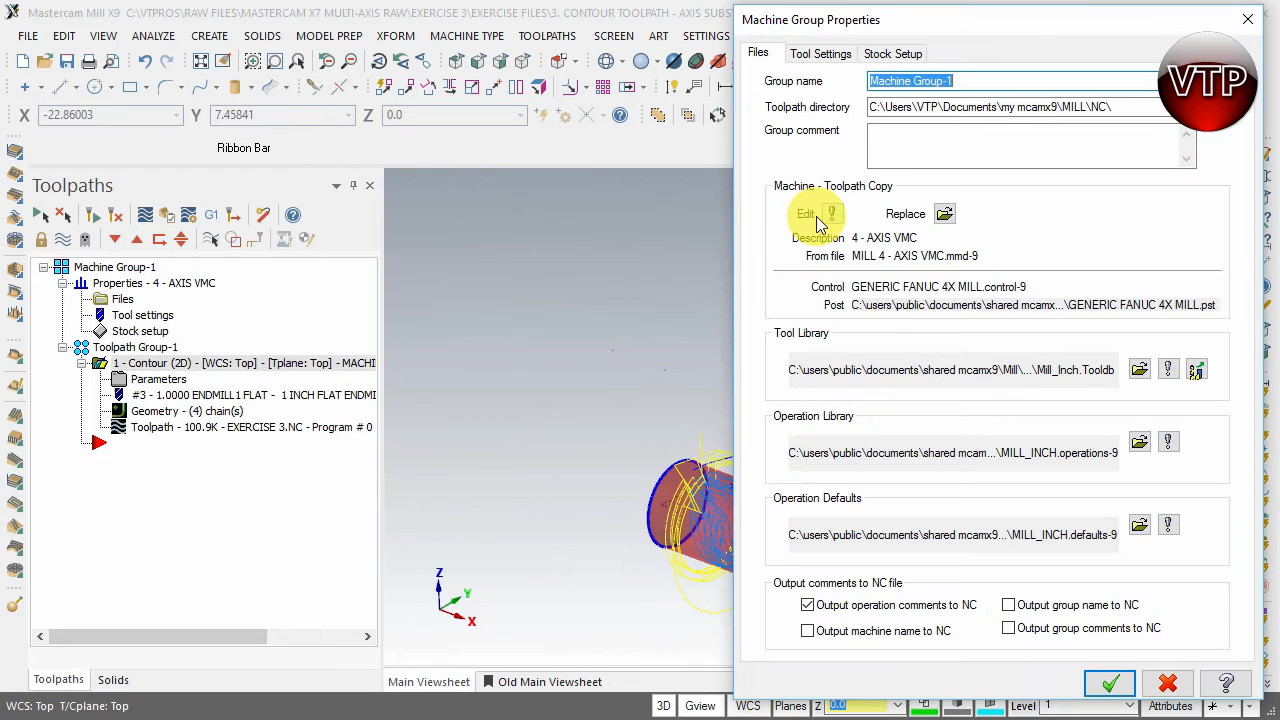 Mastercam Mill X9 - C:\VTPROS\RAW FILES\MASTERCAM X7 MULTI-AXIS RAW\EXERCISE 3\EXERCISE FILES\3. CONTOUR TOOLPATH - AXIS SUBS
FILE EDIT VIEW ANALYZE CREATE SOLIDS MODEL PREP XFORM MACHINE TYPE TOOLPATHS SCREEN ART SETTINGS
X -22.86003 Y 7.45841 Z 0.0
Ribbon Bar
Toolpaths
G1
Machine Group-1
Properties - 4 - AXIS VMC
Files
Tool settings
Stock setup
Toolpath Group-1
1 - Contour (2D) - [WCS: Top] - [Tplane: Top] - MACHI
Parameters
#3 - 1.0000 ENDMILL1 FLAT - 1 INCH FLAT ENDMI
Geometry - (4) chain(s)
Toolpath - 100.9K - EXERCISE 3.NC - Program # 0
Toolpaths Solids
Z
Y
X
Main Viewsheet Old Main Viewsheet
WCS: Top T/Cplane: Top
3D Gview WCS Planes Z 0.0 Level 1 Attributes
Machine Group Properties
Files Tool Settings Stock Setup
VTP
Group name Machine Group-1
Toolpath directory C:\Users\VTP\Documents\my mcamx9\MILL\NC\
Group comment
Machine - Toolpath Copy
Edit Replace
Description 4 - AXIS VMC
From file MILL 4 - AXIS VMC.mmd-9
Control GENERIC FANUC 4X MILL.control-9
Post C:\users\public\documents\shared mcamx...\GENERIC FANUC 4X MILL.pst
Tool Library
C:\users\public\documents\shared mcamx9\Mill\...\Mill_Inch.Tooldb
Operation Library
C:\users\public\documents\shared mcam...\MILL_INCH.operations-9
Operation Defaults
C:\users\public\documents\shared mcamx9...\MILL_INCH.defaults-9
Output comments to NC file
Output operation comments to NC Output group name to NC
Output machine name to NC Output group comments to NC